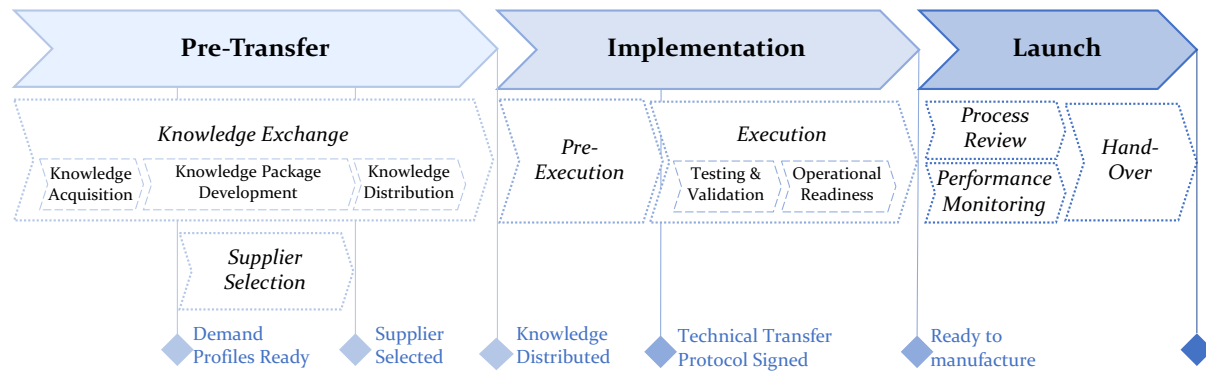 Pre-Transfer
Implementation
Launch
Knowledge Exchange
Knowledge
Acquisition
Knowledge Package
Development
Knowledge
Distribution
Supplier
Selection
Pre-
Execution
Execution
Testing &
Validation
Operational
Readiness
Process
Review
Performance
Monitoring
Hand-
Over
Demand
Profiles Ready
Supplier
Selected
Knowledge
Distributed
Technical Transfer
Protocol Signed
Ready to
manufacture